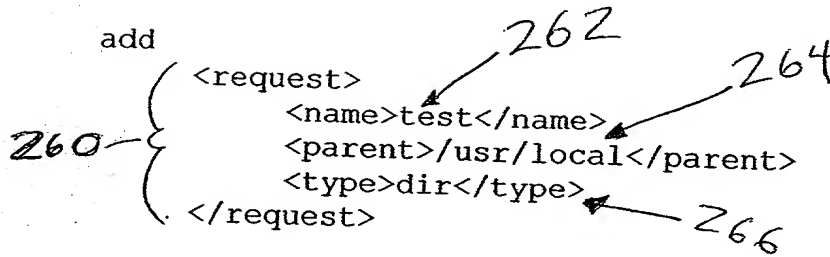 262
add
264
<request>
<name>test</name>
260
<parent>/usr/local</parent>
<type>dir</type>
</request>
266